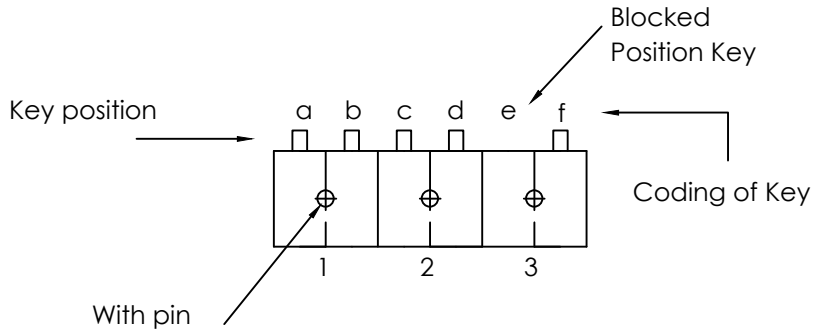 Blocked
Position Key
Key position
a b c d e f
Coding of Key
1 2 3
With pin